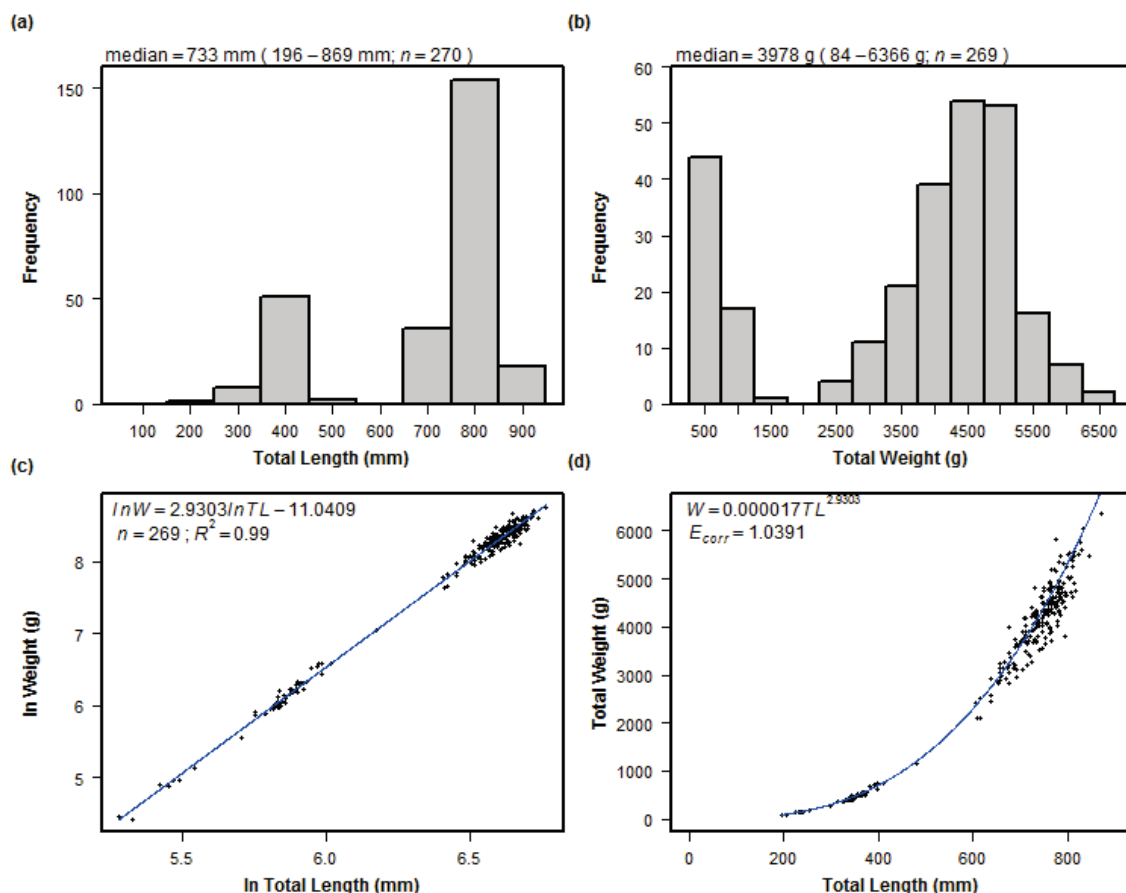 (a)
median = 733 mm ( 196 – 869 mm; n = 270 )
150
100
50
0
Frequency
100 200 300 400 500 600 700 800 900
Total Length (mm)
(b)
median = 3978 g ( 84 – 6366 g; n = 269 )
60
50
40
30
20
10
0
Frequency
500 1500 2500 3500 4500 5500 6500
Total Weight (g)
(c)
lnW = 2.9303lnTL – 11.0409
n = 269 ; R² = 0.99
8
7
6
5
ln Weight (g)
5.5 6.0 6.5
ln Total Length (mm)
(d)
W = 0.000017TL^2.9303
E_corr = 1.0391
6000
5000
4000
3000
2000
1000
0
Total Weight (g)
0 200 400 600 800
Total Length (mm)